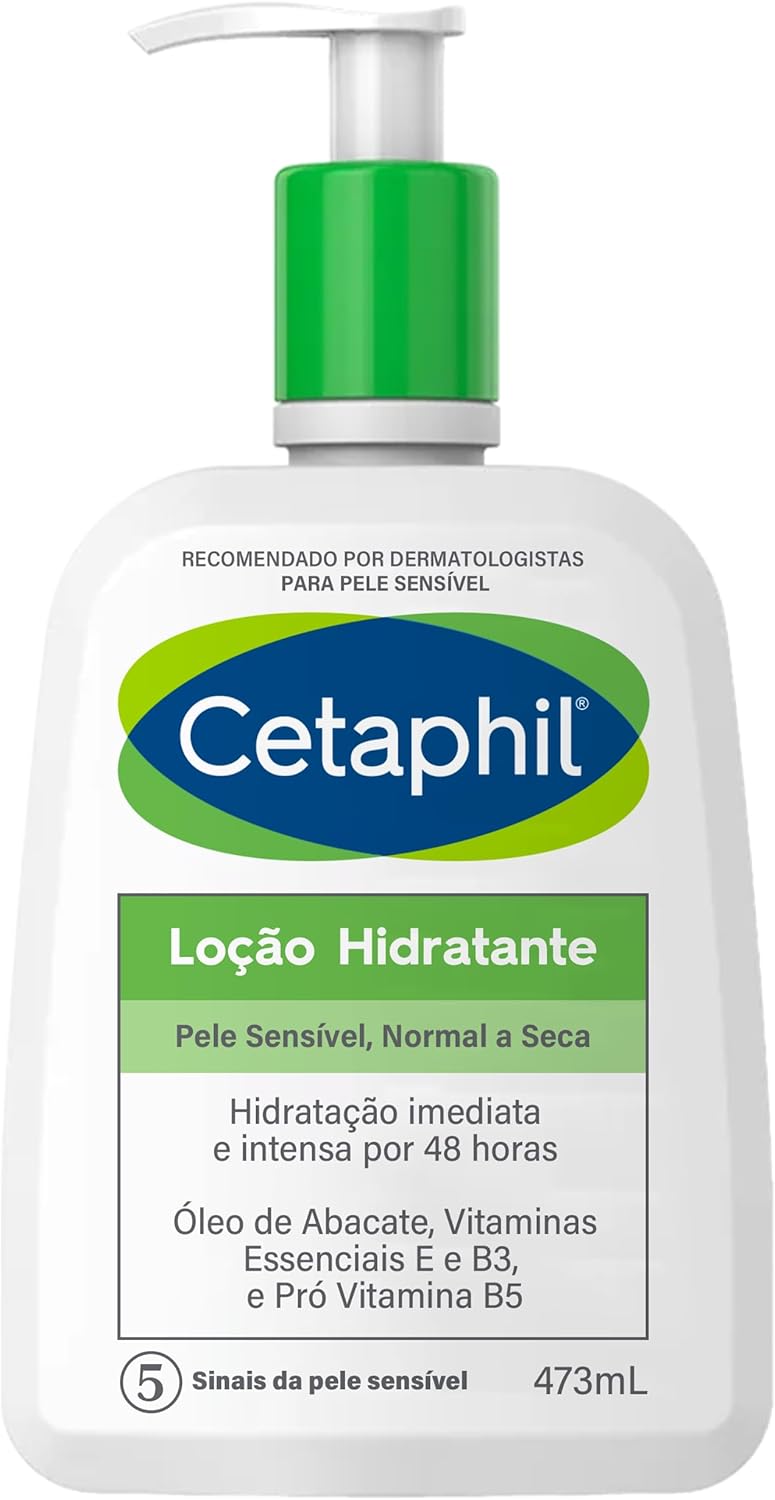 RECOMENDADO POR DERMATOLOGISTAS
PARA PELE SENSÍVEL
Cetaphil®
Loção Hidratante
Pele Sensível, Normal a Seca
Hidratação imediata
e intensa por 48 horas
Óleo de Abacate, Vitaminas
Essenciais E e B3,
e Pró Vitamina B5
5 Sinais da pele sensível 473mL